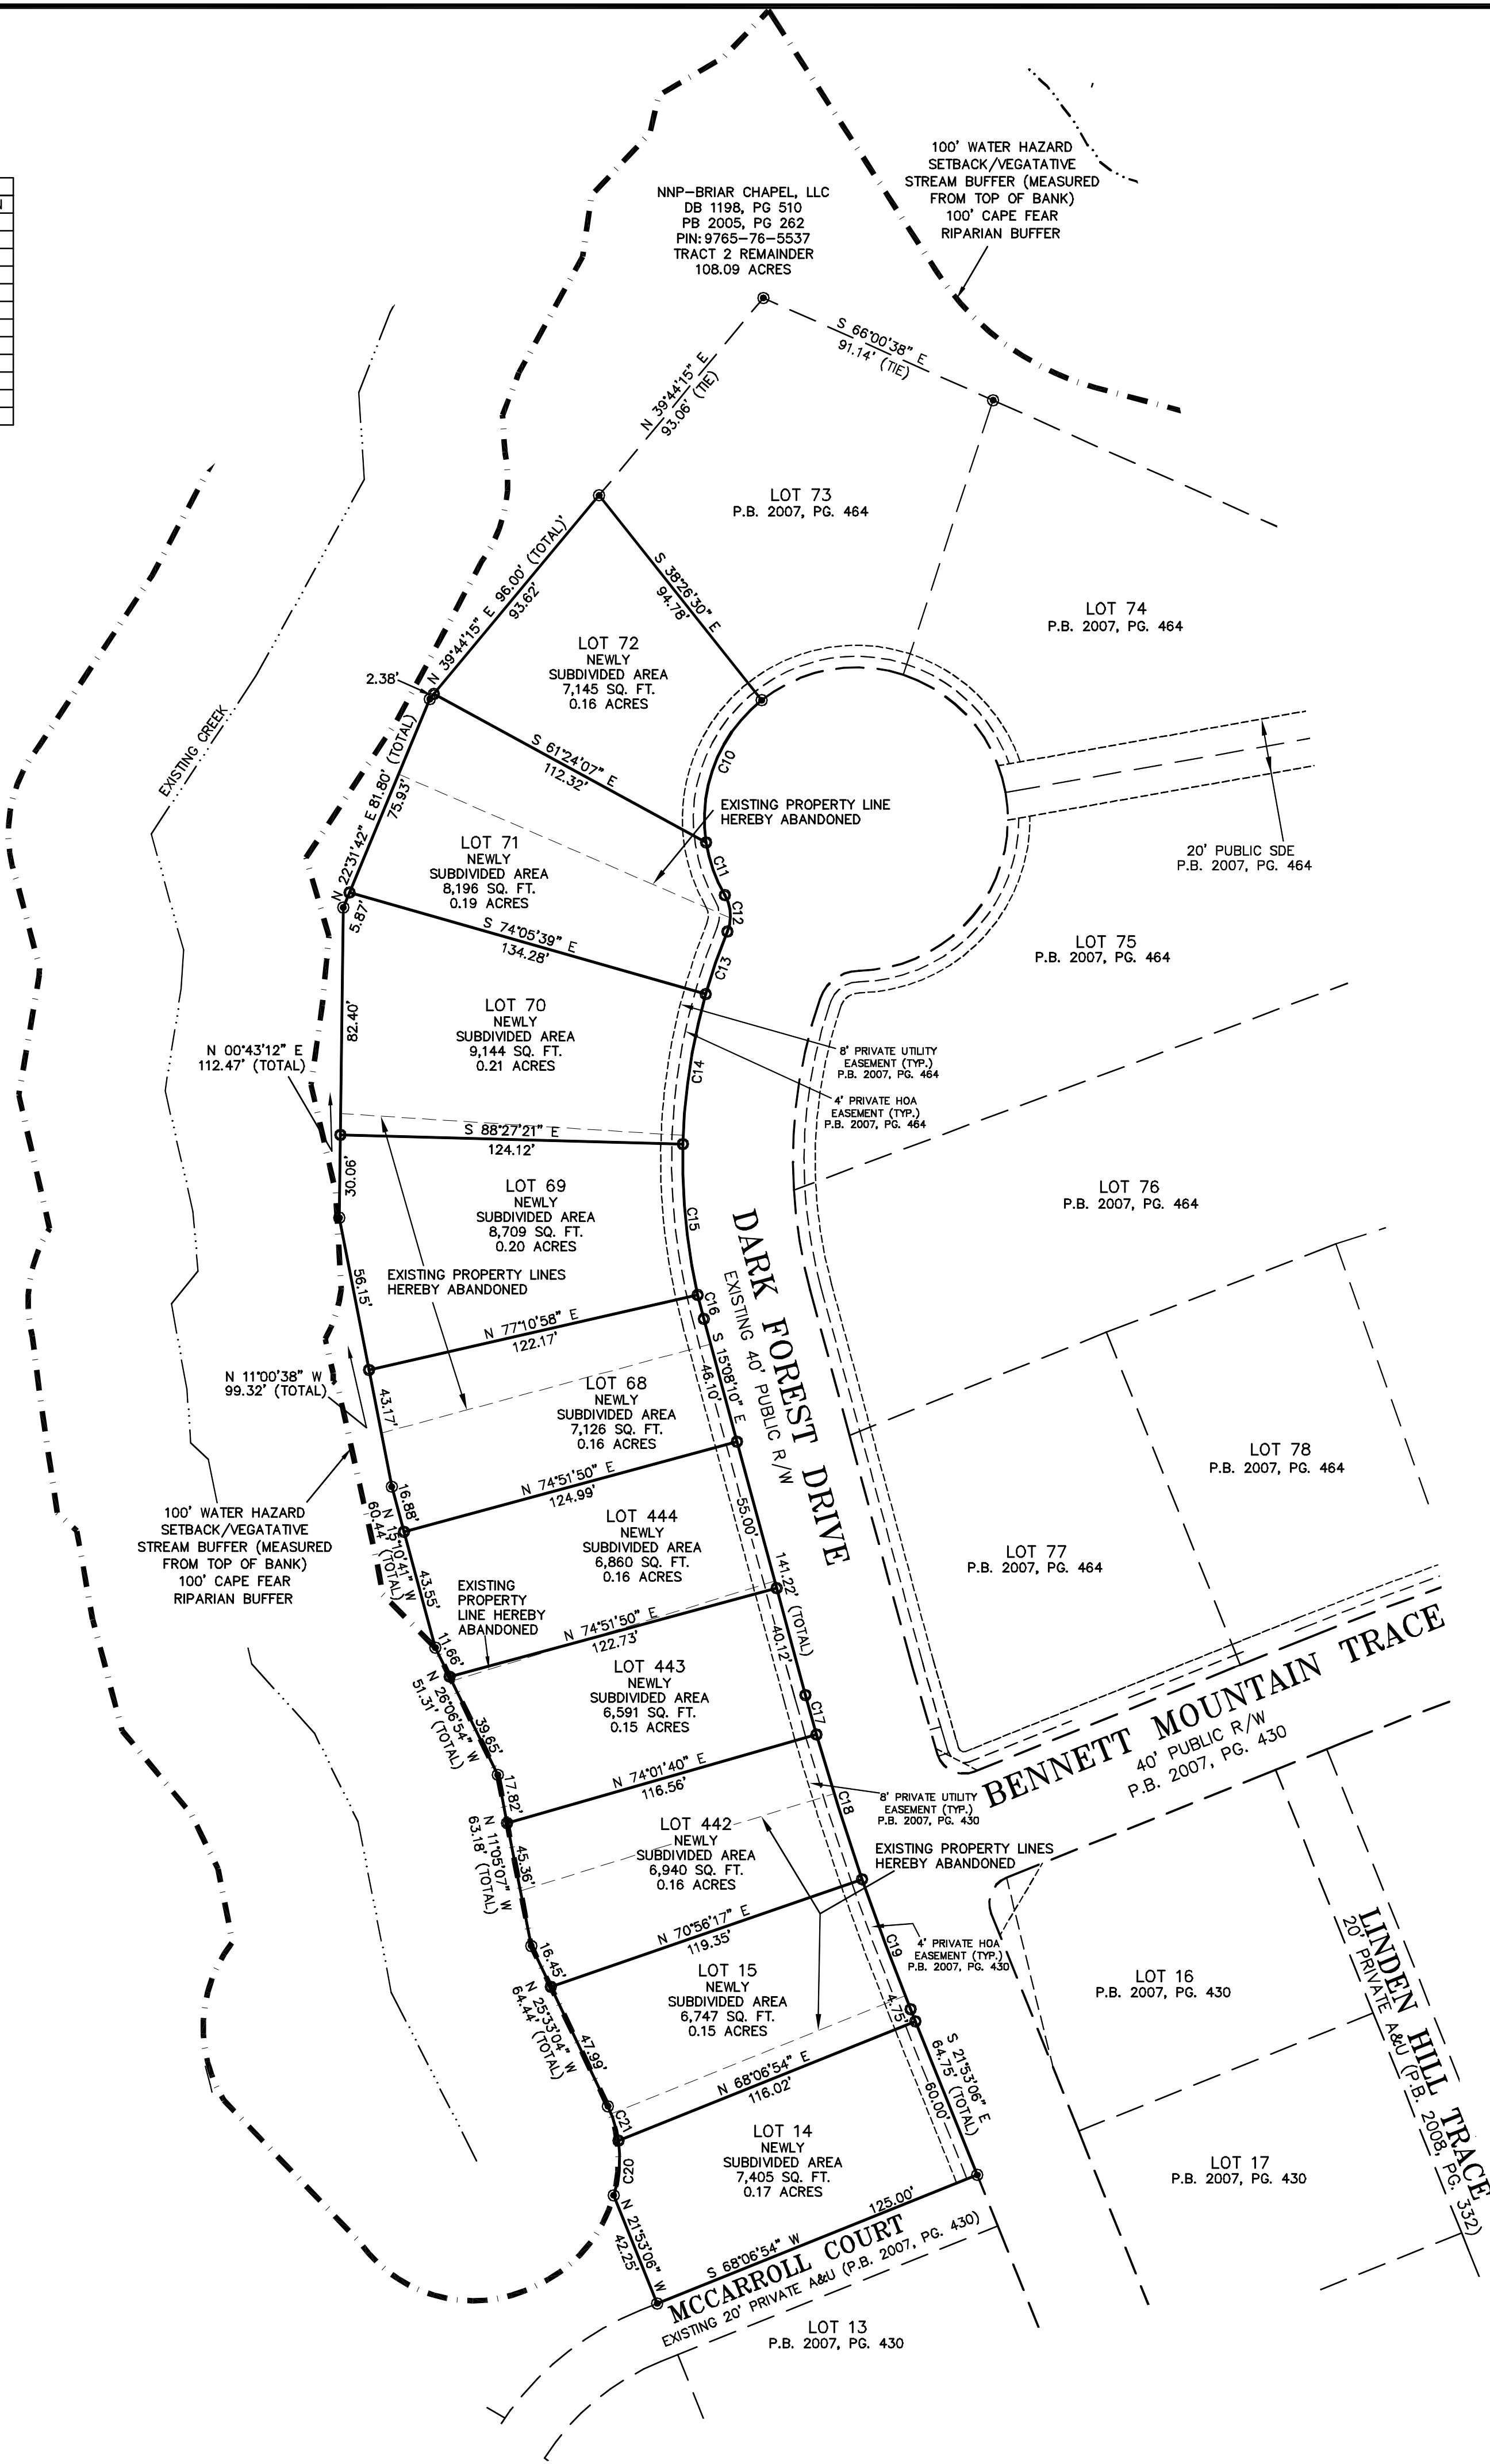 100' WATER HAZARD
SETBACK/VEGATATIVE
STREAM BUFFER (MEASURED
FROM TOP OF BANK)
100' CAPE FEAR
RIPARIAN BUFFER
NNP-BRIAR CHAPEL, LLC
DB 1198, PG 510
PB 2005, PG 262
PIN: 9765-76-5537
TRACT 2 REMAINDER
108.09 ACRES
S 66°00'38" E
91.14' (TIE)
N 39°44'15" E
93.06' (TIE)
LOT 73
P.B. 2007, PG. 464
N 39°44'15" E 96.00' (TOTAL)'
93.62'
S 38°26'30" E
94.78'
LOT 74
P.B. 2007, PG. 464
LOT 72
NEWLY
SUBDIVIDED AREA
7,145 SQ. FT.
0.16 ACRES
2.38'
EXISTING CREEK
N 22°31'42" E 81.80' (TOTAL)
75.93'
S 61°24'07" E
112.32'
C10
EXISTING PROPERTY LINE
HEREBY ABANDONED
LOT 71
NEWLY
SUBDIVIDED AREA
8,196 SQ. FT.
0.19 ACRES
C11
C12
20' PUBLIC SDE
P.B. 2007, PG. 464
5.87'
S 74°05'39" E
134.28'
C13
LOT 75
P.B. 2007, PG. 464
LOT 70
NEWLY
SUBDIVIDED AREA
9,144 SQ. FT.
0.21 ACRES
82.40'
N 00°43'12" E
112.47' (TOTAL)
C14
8' PRIVATE UTILITY
EASEMENT (TYP.)
P.B. 2007, PG. 464
4' PRIVATE HOA
EASEMENT (TYP.)
P.B. 2007, PG. 464
S 88°27'21" E
124.12'
30.06'
LOT 69
NEWLY
SUBDIVIDED AREA
8,709 SQ. FT.
0.20 ACRES
C15
LOT 76
P.B. 2007, PG. 464
DARK FOREST DRIVE
EXISTING 40' PUBLIC R/W
EXISTING PROPERTY LINES
HEREBY ABANDONED
56.15'
C16
N 77°10'58" E
122.17'
S 15°08'10" E
46.10'
N 11°00'38" W
99.32' (TOTAL)
43.17'
LOT 68
NEWLY
SUBDIVIDED AREA
7,126 SQ. FT.
0.16 ACRES
LOT 78
P.B. 2007, PG. 464
N 74°51'50" E
124.99'
16.88'
N 15°10'41" W
60.44' (TOTAL)
100' WATER HAZARD
SETBACK/VEGATATIVE
STREAM BUFFER (MEASURED
FROM TOP OF BANK)
100' CAPE FEAR
RIPARIAN BUFFER
55.00'
LOT 444
NEWLY
SUBDIVIDED AREA
6,860 SQ. FT.
0.16 ACRES
LOT 77
P.B. 2007, PG. 464
43.55'
EXISTING
PROPERTY
LINE HEREBY
ABANDONED
141.22' (TOTAL)
40.12'
N 74°51'50" E
122.73'
11.66'
N 26°06'54" W
51.31' (TOTAL)
39.65'
LOT 443
NEWLY
SUBDIVIDED AREA
6,591 SQ. FT.
0.15 ACRES
C17
BENNETT MOUNTAIN TRACE
40' PUBLIC R/W
P.B. 2007, PG. 430
N 74°01'40" E
116.56'
17.82'
N 11°05'07" W
63.18' (TOTAL)
45.36'
C18
8' PRIVATE UTILITY
EASEMENT (TYP.)
P.B. 2007, PG. 430
LOT 442
NEWLY
SUBDIVIDED AREA
6,940 SQ. FT.
0.16 ACRES
EXISTING PROPERTY LINES
HEREBY ABANDONED
N 70°56'17" E
119.35'
C19
4' PRIVATE HOA
EASEMENT (TYP.)
P.B. 2007, PG. 430
16.45'
N 25°33'04" W
64.44' (TOTAL)
47.99'
LOT 15
NEWLY
SUBDIVIDED AREA
6,747 SQ. FT.
0.15 ACRES
LOT 16
P.B. 2007, PG. 430
LINDEN HILL TRACE
20' PRIVATE A&U (P.B. 2008, PG. 332)
4.75'
S 21°53'06" E
64.75' (TOTAL)
60.00'
N 68°06'54" E
116.02'
C21
C20
LOT 14
NEWLY
SUBDIVIDED AREA
7,405 SQ. FT.
0.17 ACRES
LOT 17
P.B. 2007, PG. 430
N 21°53'06" W
42.25'
125.00'
S 68°06'54" W
MCCARROLL COURT
EXISTING 20' PRIVATE A&U (P.B. 2007, PG. 430)
LOT 13
P.B. 2007, PG. 430